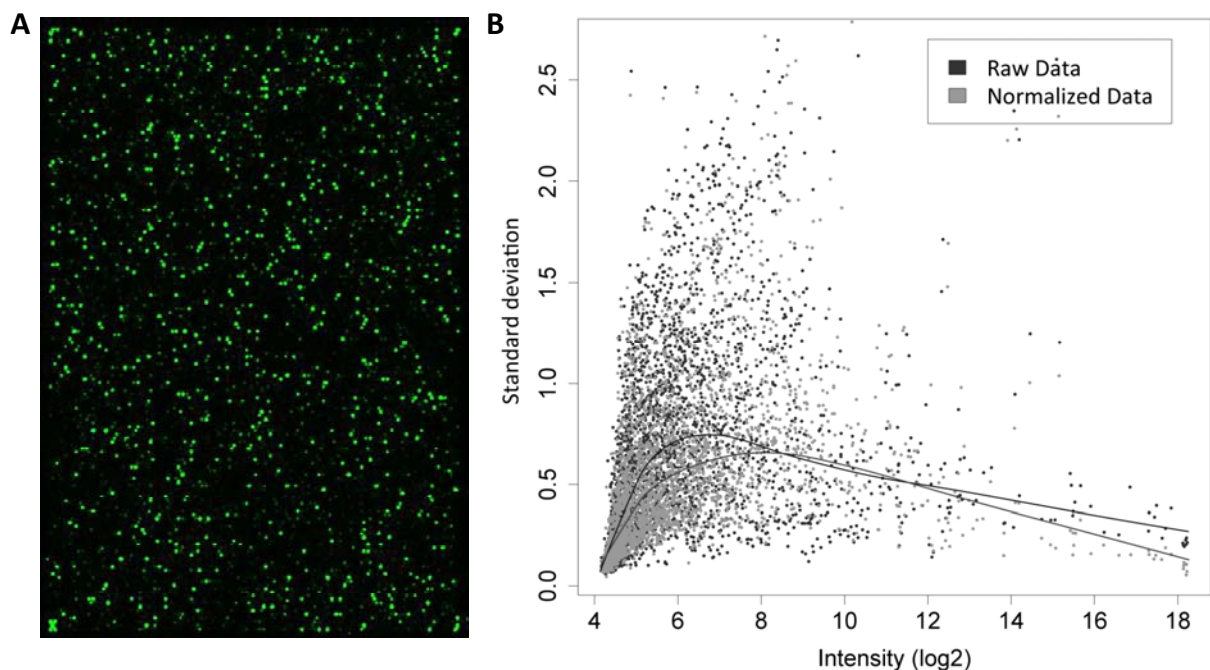 A
B
Raw Data
Normalized Data
Standard deviation
2.5
2.0
1.5
1.0
0.5
0.0
4 6 8 10 12 14 16 18
Intensity (log2)